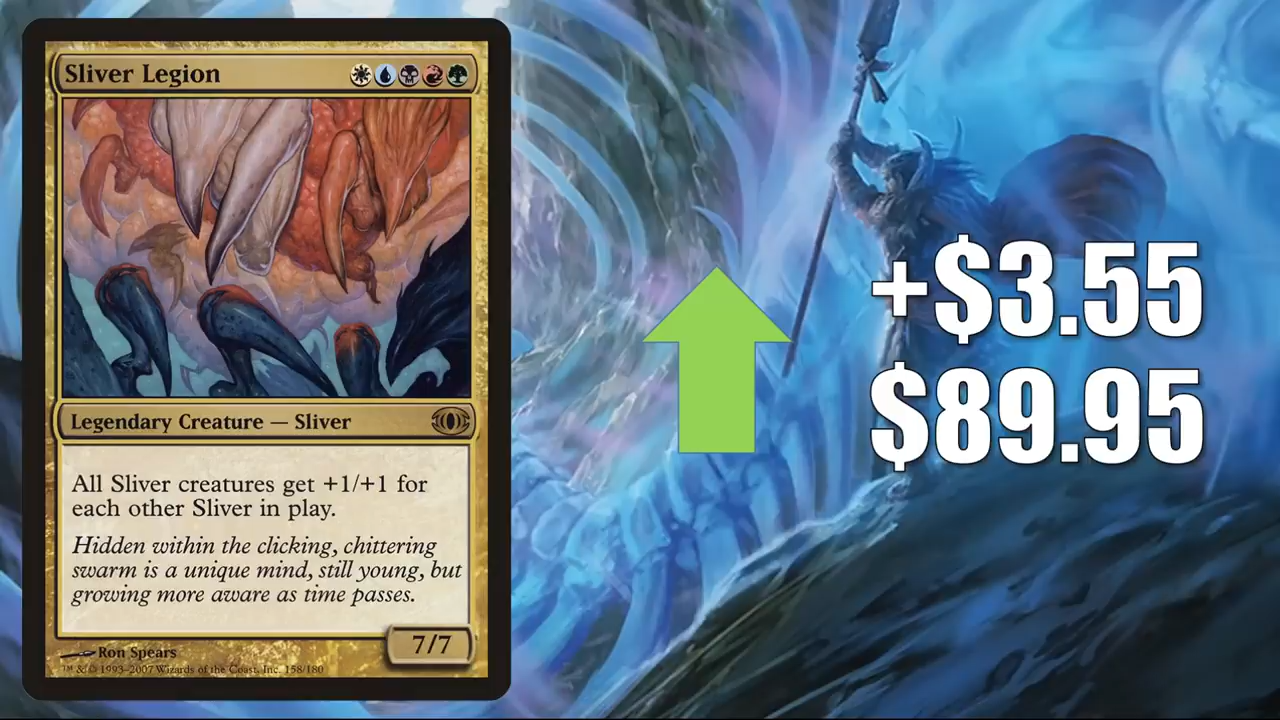 Sliver Legion
Legendary Creature — Sliver
All Sliver creatures get +1/+1 for
each other Sliver in play.
Hidden within the clicking, chittering
swarm is a unique mind, still young, but
growing more aware as time passes.
7/7
Ron Spears
™ & © 1993–2007 Wizards of the Coast, Inc. 158/180
+$3.55
$89.95